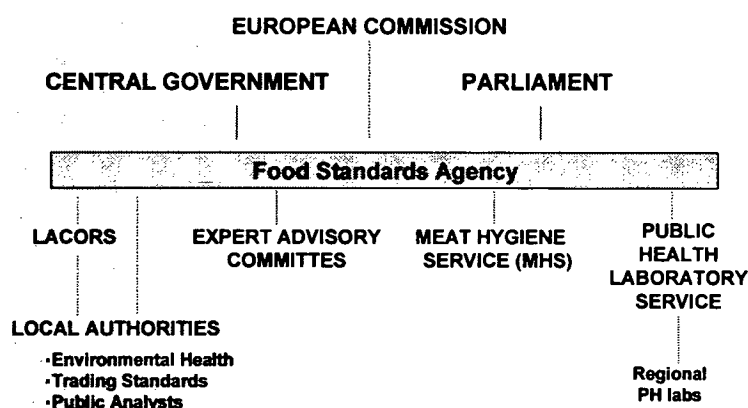 EUROPEAN COMMISSION
CENTRAL GOVERNMENT
PARLIAMENT
Food Standards Agency
LACORS
EXPERT ADVISORY
COMMITTES
MEAT HYGIENE
SERVICE (MHS)
PUBLIC
HEALTH
LABORATORY
SERVICE
LOCAL AUTHORITIES
·Environmental Health
·Trading Standards
·Public Analysts
Regional
PH labs